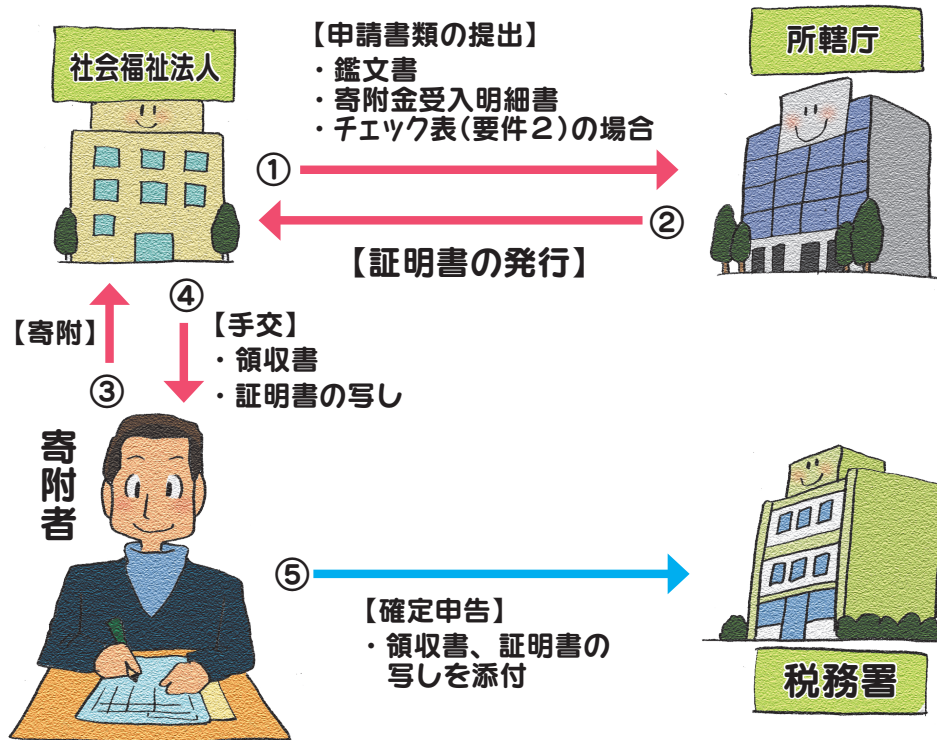 社会福祉法人
【申請書類の提出】
・鑑文書
・寄附金受入明細書
・チェック表(要件2)の場合
所轄庁
①
②
【証明書の発行】
【寄附】
③
④
【手交】
・領収書
・証明書の写し
寄附者
⑤
【確定申告】
・領収書、証明書の
写しを添付
税務署